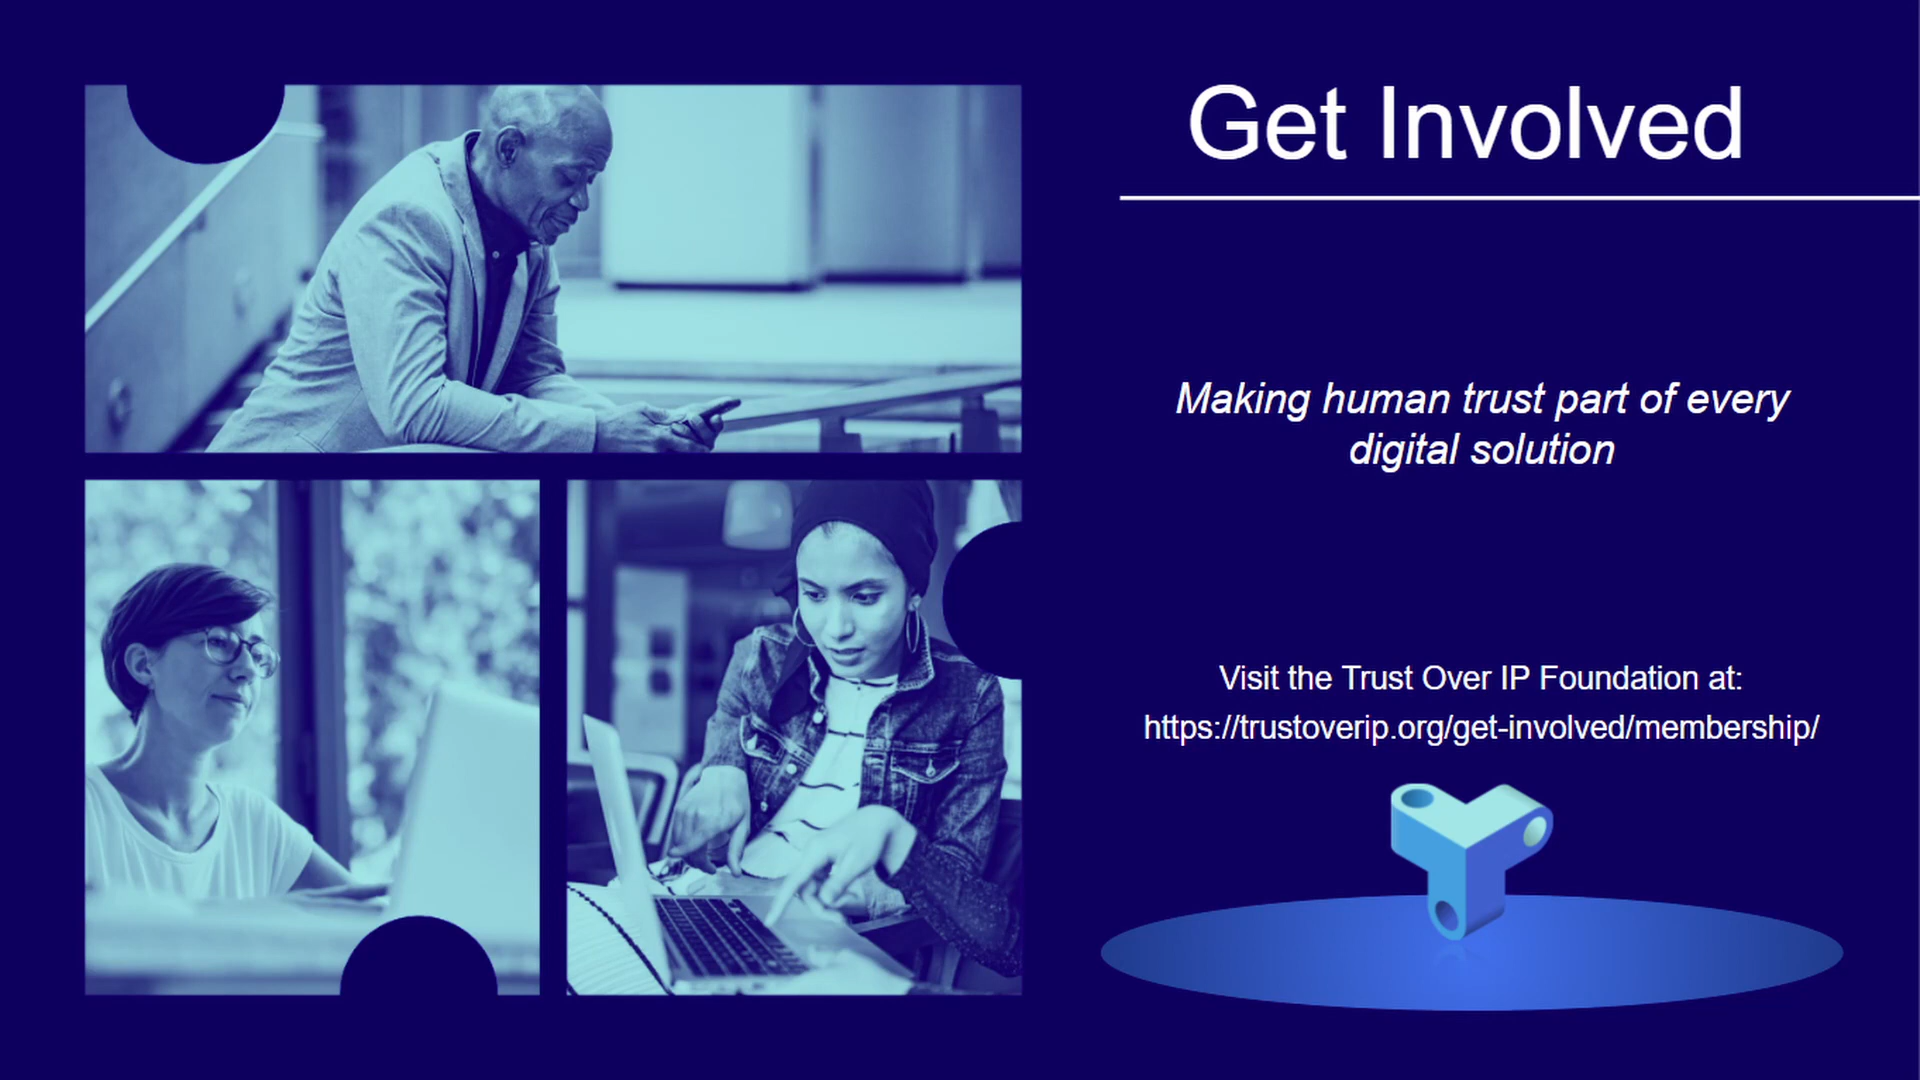 Get Involved
Making human trust part of every
digital solution
Visit the Trust Over IP Foundation at:
https://trustoverip.org/get-involved/membership/